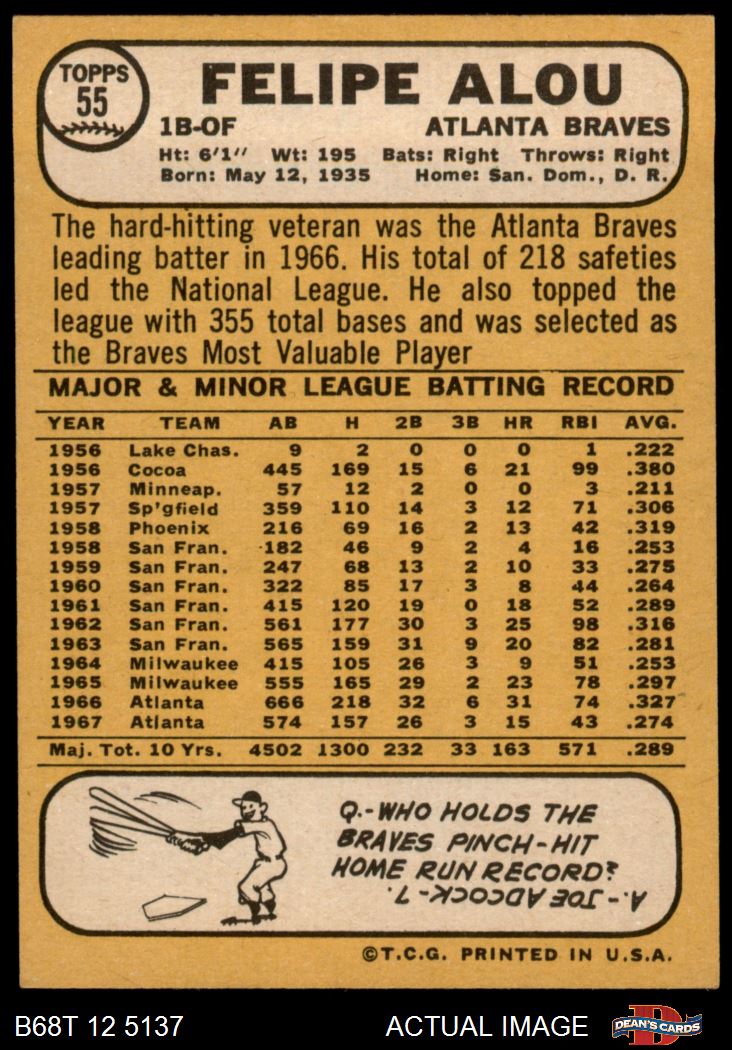 TOPPS
55
FELIPE ALOU
1B-OF ATLANTA BRAVES
Ht: 6'1" Wt: 195 Bats: Right Throws: Right
Born: May 12, 1935 Home: San. Dom., D. R.
The hard-hitting veteran was the Atlanta Braves
leading batter in 1966. His total of 218 safeties
led the National League. He also topped the
league with 355 total bases and was selected as
the Braves Most Valuable Player
MAJOR & MINOR LEAGUE BATTING RECORD
YEAR TEAM AB H 2B 3B HR RBI AVG.
1956 Lake Chas. 9 2 0 0 0 1 .222
1956 Cocoa 445 169 15 6 21 99 .380
1957 Minneap. 57 12 2 0 0 3 .211
1957 Sp'gfield 359 110 14 3 12 71 .306
1958 Phoenix 216 69 16 2 13 42 .319
1958 San Fran. 182 46 9 2 4 16 .253
1959 San Fran. 247 68 13 2 10 33 .275
1960 San Fran. 322 85 17 3 8 44 .264
1961 San Fran. 415 120 19 0 18 52 .289
1962 San Fran. 561 177 30 3 25 98 .316
1963 San Fran. 565 159 31 9 20 82 .281
1964 Milwaukee 415 105 26 3 9 51 .253
1965 Milwaukee 555 165 29 2 23 78 .297
1966 Atlanta 666 218 32 6 31 74 .327
1967 Atlanta 574 157 26 3 15 43 .274
Maj. Tot. 10 Yrs. 4502 1300 232 33 163 571 .289
Q.-WHO HOLDS THE
BRAVES PINCH-HIT
HOME RUN RECORD?
A.-JOE ADCOCK-7.
©T.C.G. PRINTED IN U.S.A.
B68T 12 5137 ACTUAL IMAGE D DEAN'S CARDS